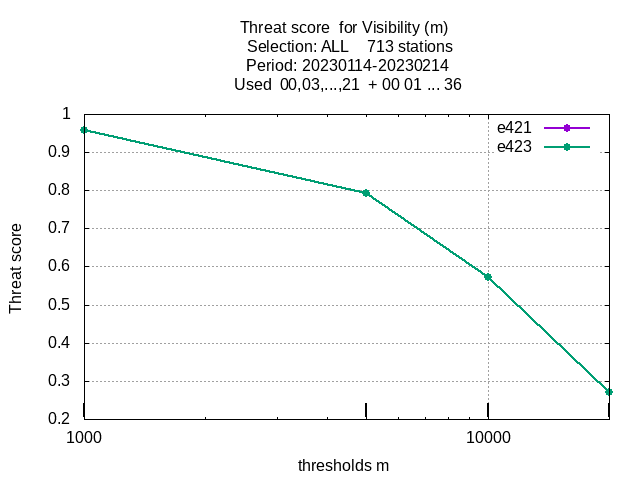 Threat score  for Visibility (m)
Selection: ALL    713 stations
Period: 20230114-20230214
Used  00,03,...,21  + 00 01 ... 36
e421
e423
1
0.9
0.8
0.7
0.6
0.5
0.4
0.3
0.2
Threat score
1000
10000
thresholds m